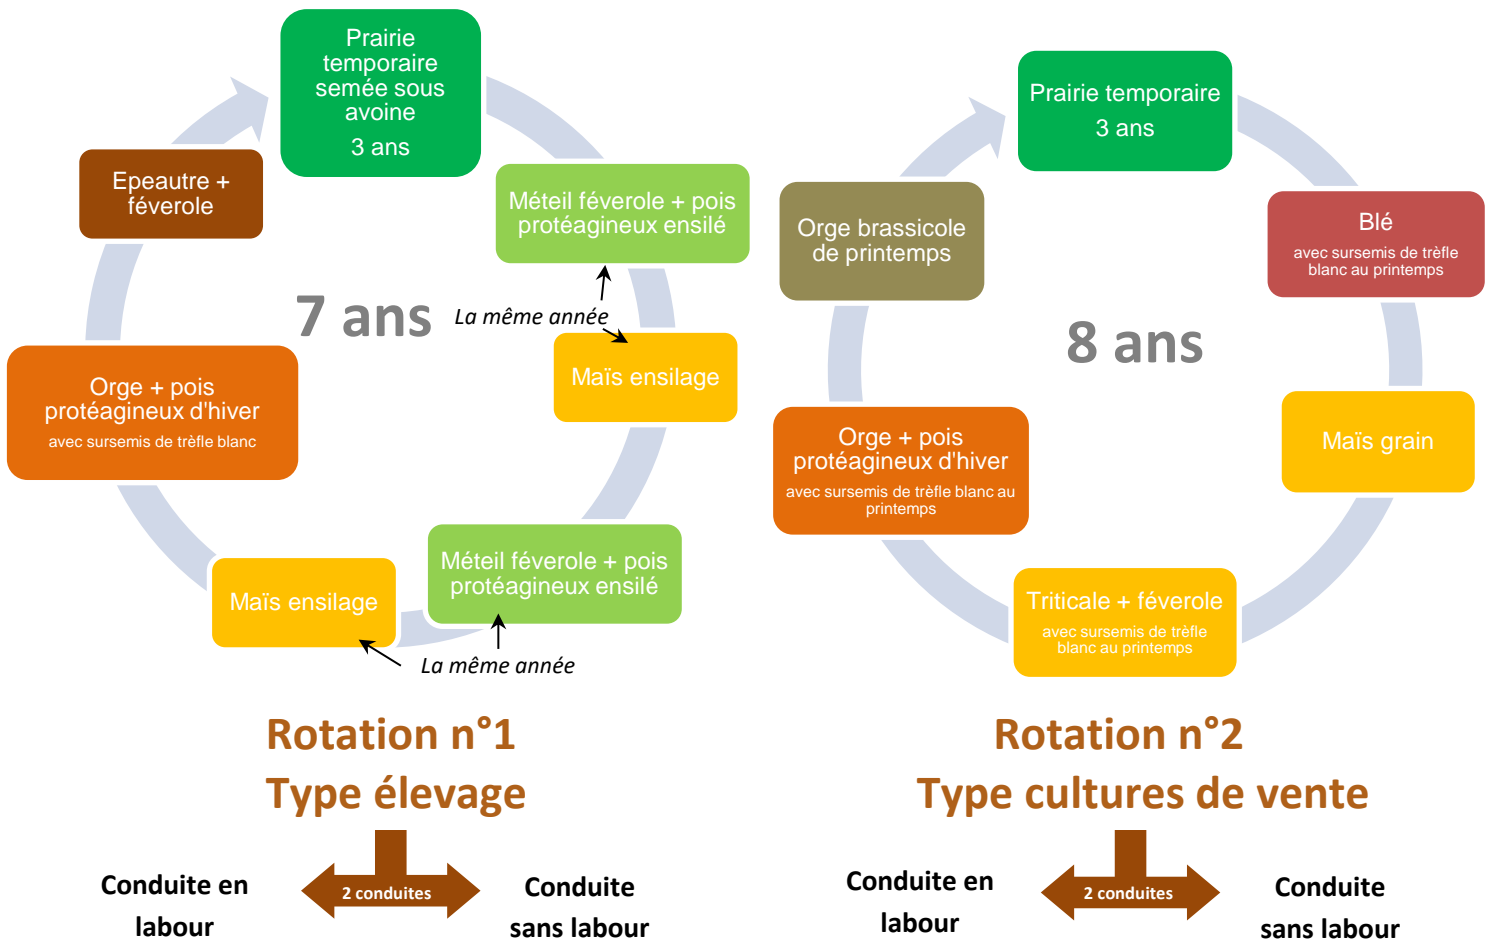 Prairie
temporaire
semée sous
avoine
3 ans
Méteil féverole + pois
protéagineux ensilé
La même année
Maïs ensilage
Méteil féverole + pois
protéagineux ensilé
La même année
Maïs ensilage
Orge + pois
protéagineux d'hiver
avec sursemis de trèfle blanc
Epeautre +
féverole
7 ans
Rotation n°1
Type élevage
2 conduites
Conduite en
labour
Conduite
sans labour
Prairie temporaire
3 ans
Blé
avec sursemis de trèfle
blanc au printemps
Maïs grain
Triticale + féverole
avec sursemis de trèfle
blanc au printemps
Orge + pois
protéagineux d'hiver
avec sursemis de trèfle blanc au
printemps
Orge brassicole
de printemps
8 ans
Rotation n°2
Type cultures de vente
2 conduites
Conduite en
labour
Conduite
sans labour